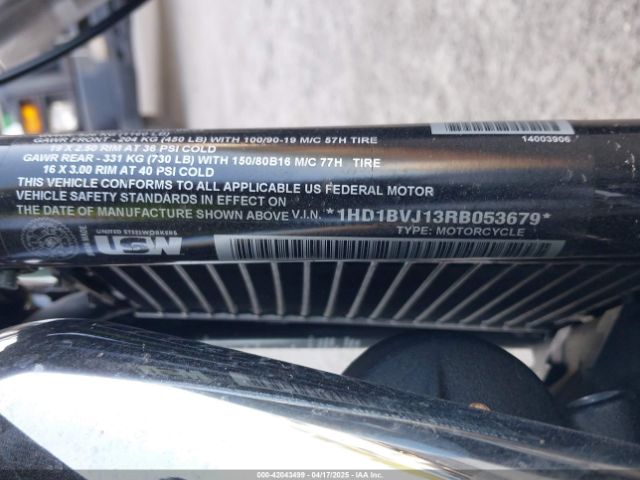 GAWR FRONT - 204 KG (450 LB) WITH 100/90-19 M/C 57H TIRE
19 X 2.50 RIM AT 36 PSI COLD
GAWR REAR - 331 KG (730 LB) WITH 150/80B16 M/C 77H TIRE
16 X 3.00 RIM AT 40 PSI COLD
THIS VEHICLE CONFORMS TO ALL APPLICABLE US FEDERAL MOTOR
VEHICLE SAFETY STANDARDS IN EFFECT ON
THE DATE OF MANUFACTURE SHOWN ABOVE V.I.N. *1HD1BVJ13RB053679*
TYPE: MOTORCYCLE
14003906
UNITED STEELWORKERS
USW
000-42043499 - 04/17/2025 - IAAI.COM